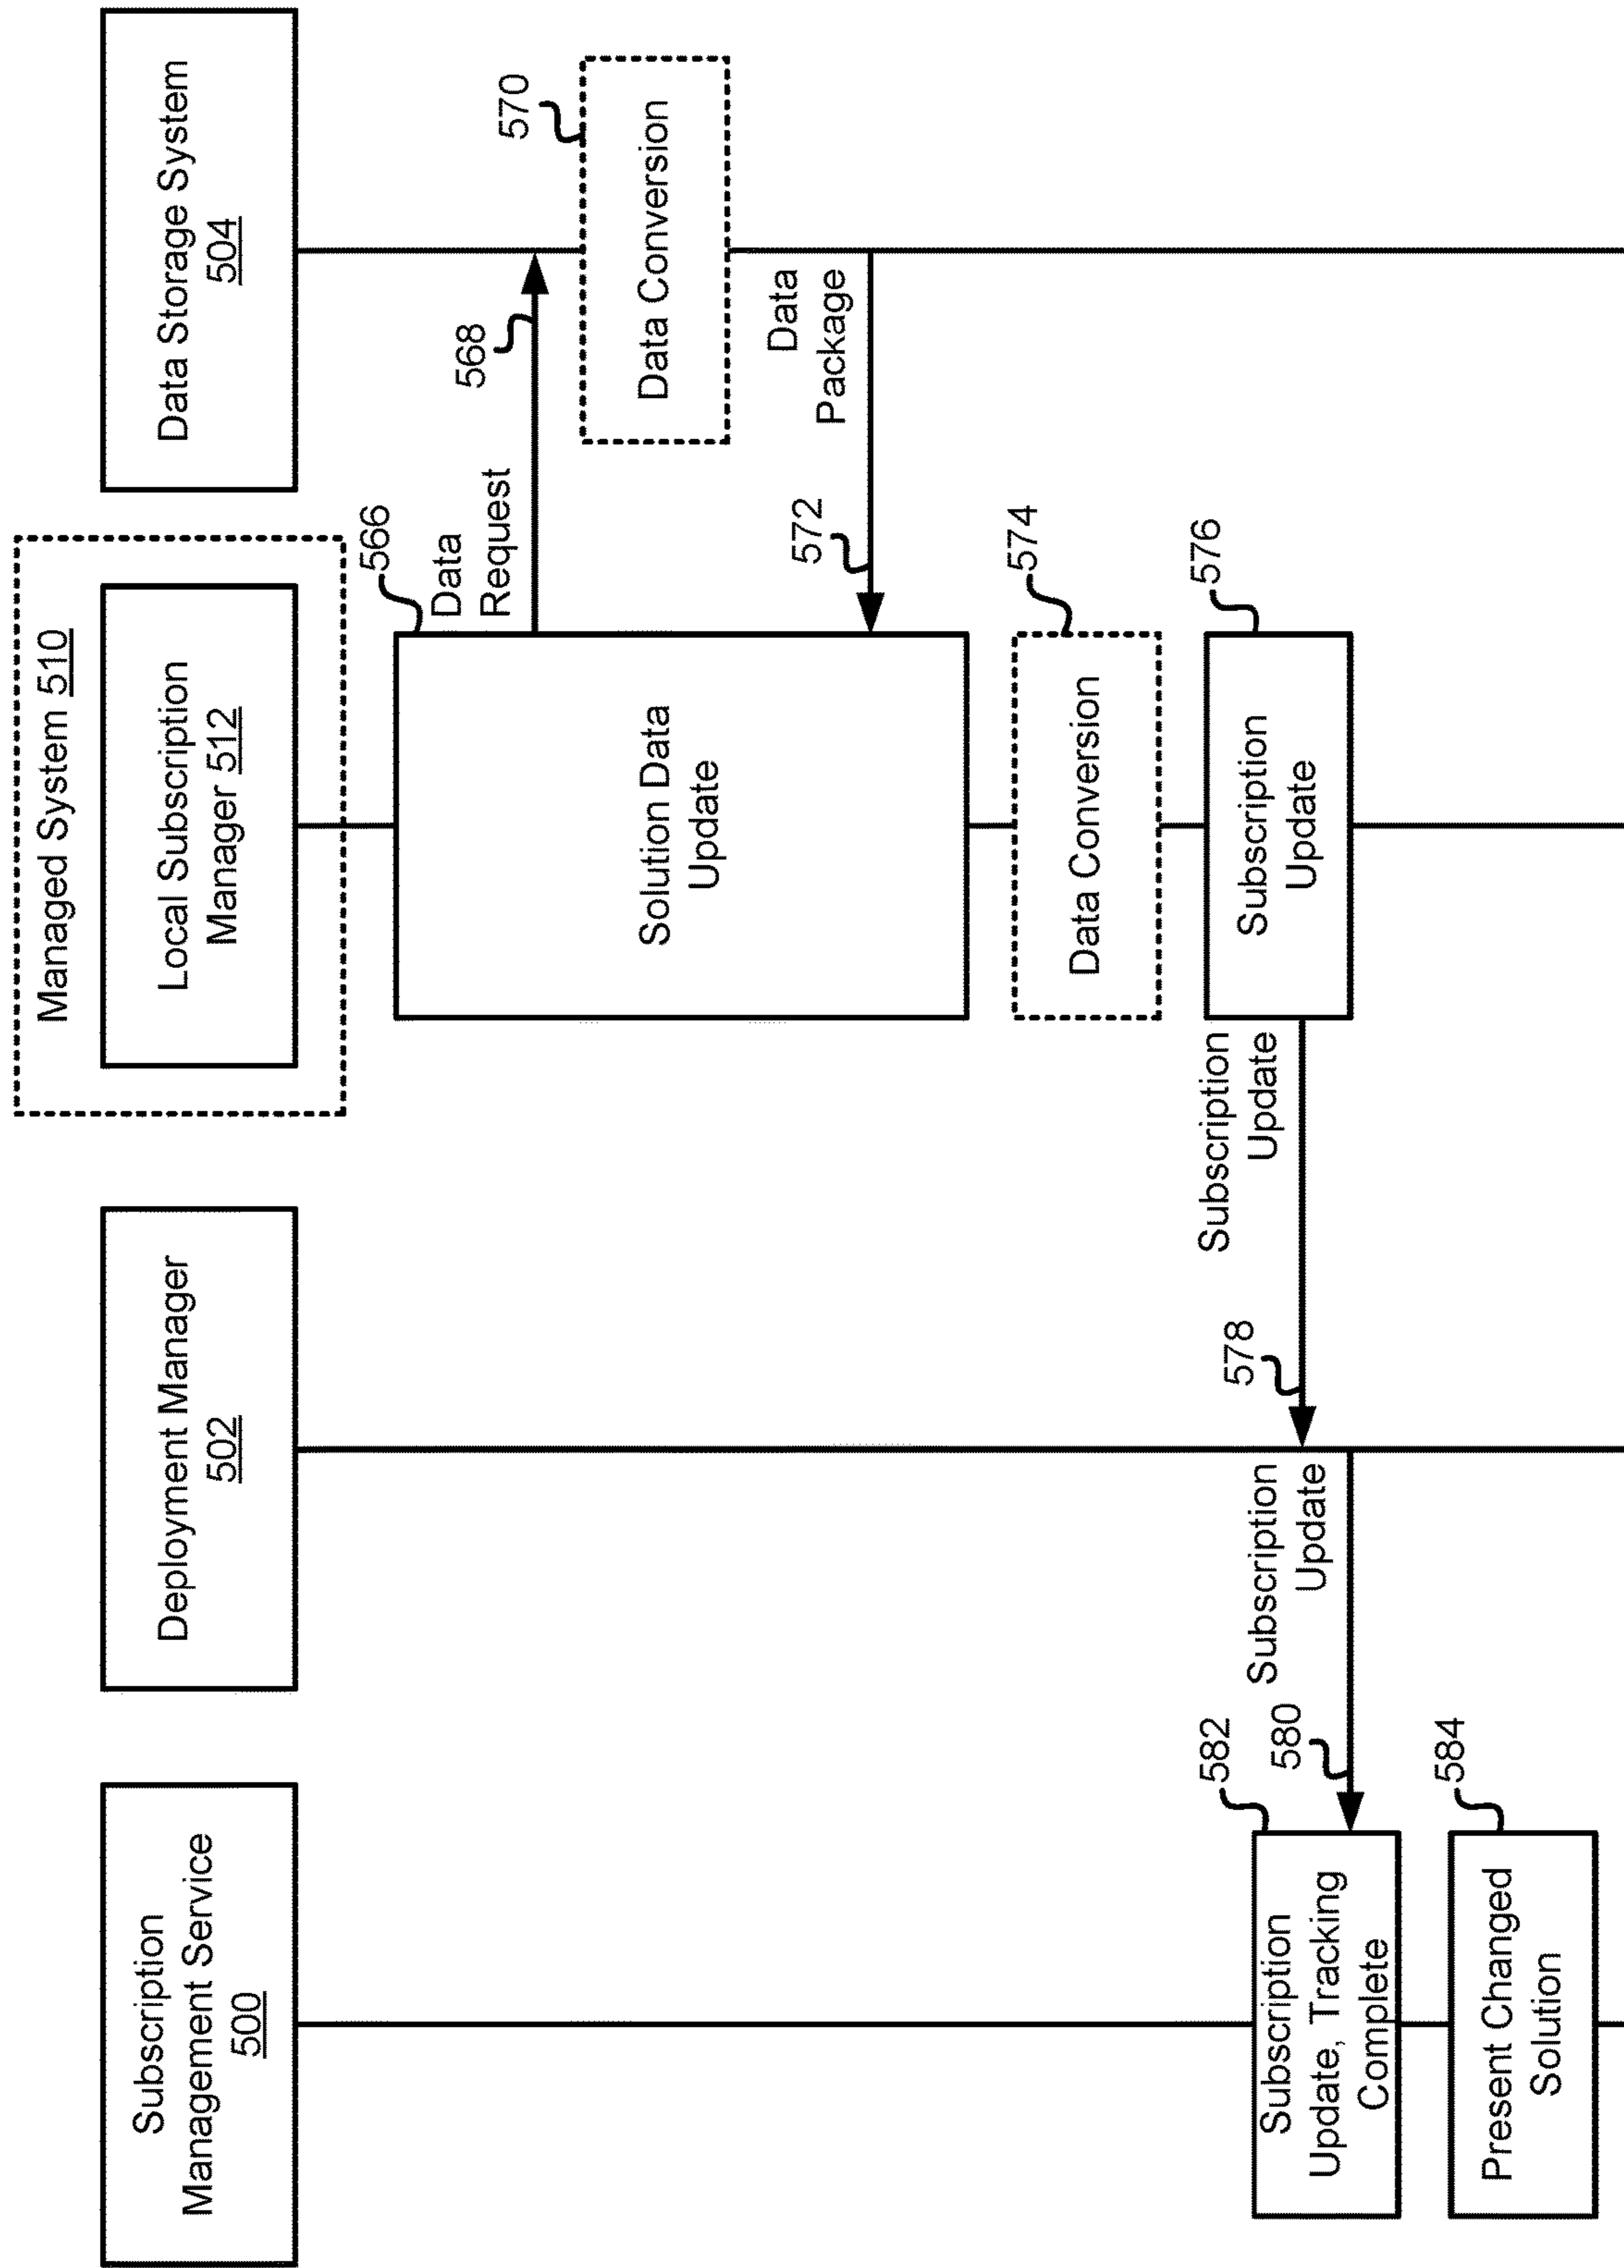 Subscription
Management Service
500
Deployment Manager
502
Managed System 510
Local Subscription
Manager 512
Data Storage System
504
566
Data
Request
568
Solution Data
Update
570
Data Conversion
Data
Package
572
574
Data Conversion
576
Subscription
Update
Subscription
Update
578
Subscription
Update
580
582
Subscription
Update, Tracking
Complete
584
Present Changed
Solution